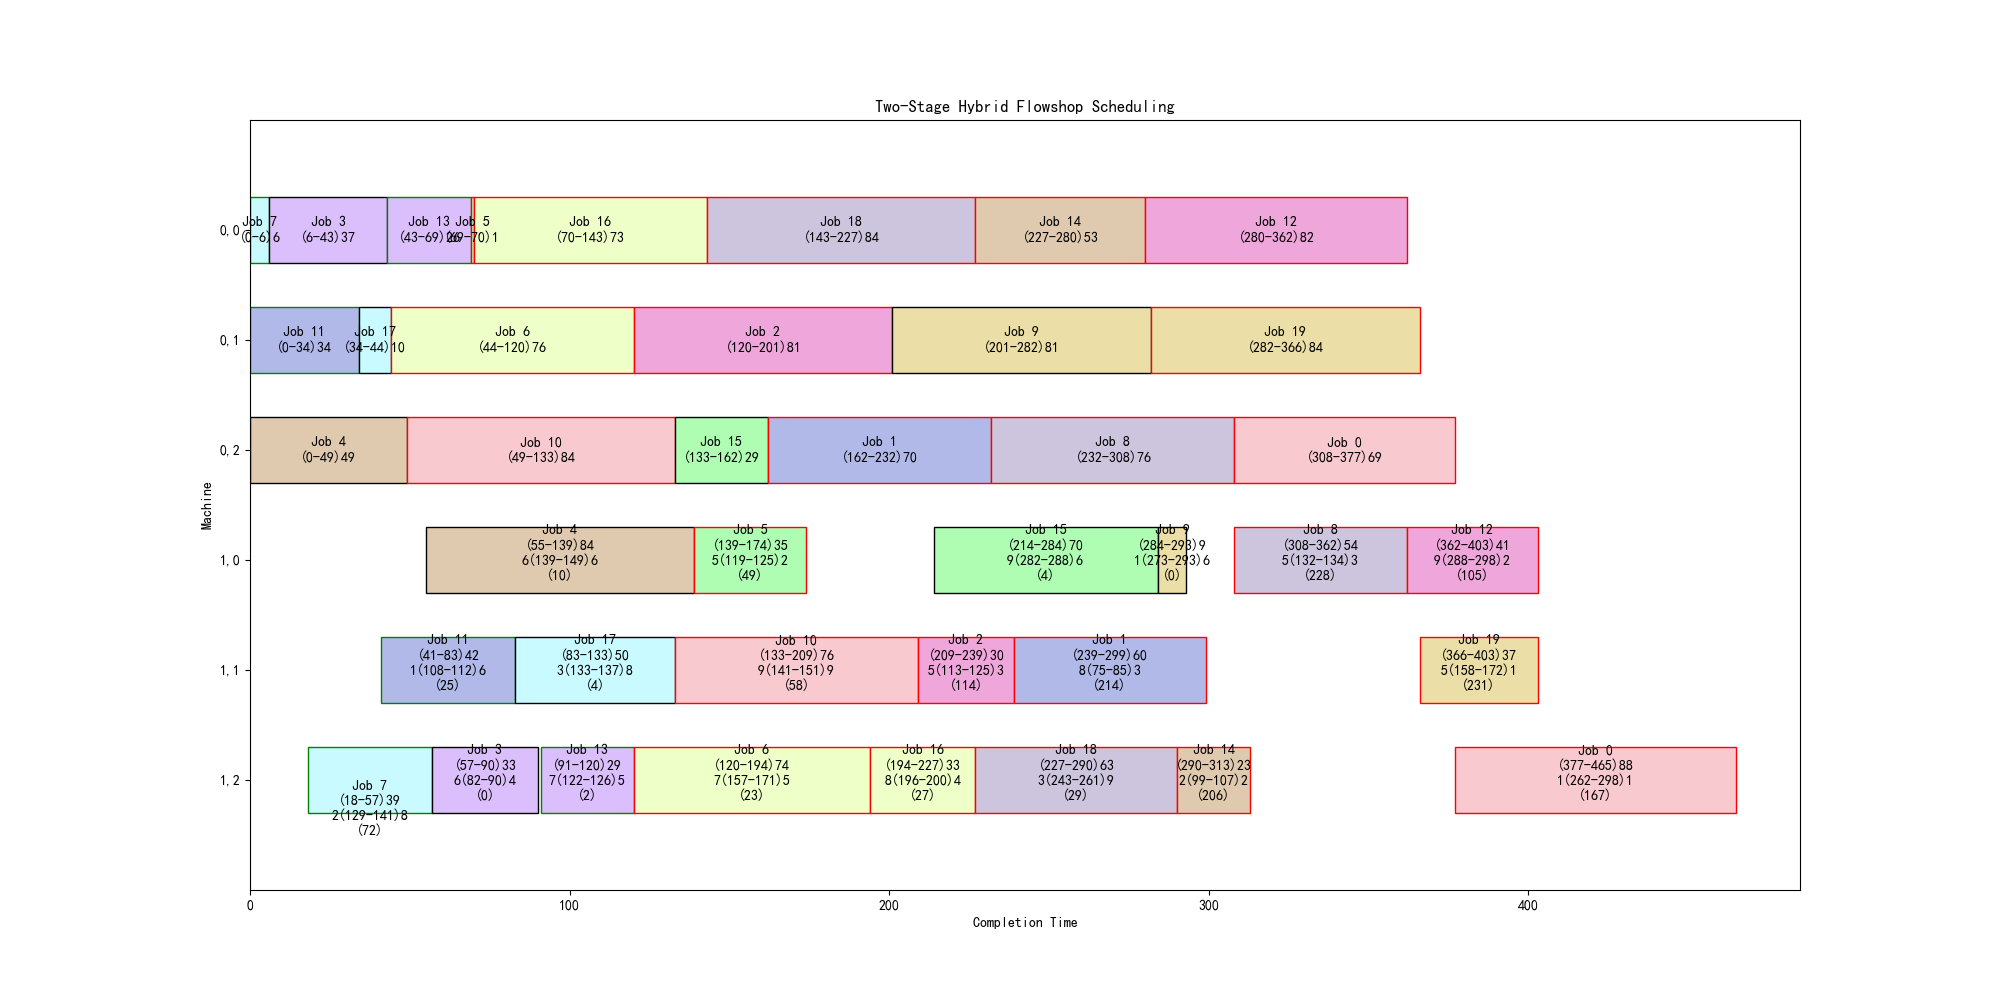 Two-Stage Hybrid Flowshop Scheduling
Machine
0,0
Job 7
(0-6)6
Job 3
(6-43)37
Job 13
(43-69)26
Job 5
(69-70)1
Job 16
(70-143)73
Job 18
(143-227)84
Job 14
(227-280)53
Job 12
(280-362)82
0,1
Job 11
(0-34)34
Job 17
(34-44)10
Job 6
(44-120)76
Job 2
(120-201)81
Job 9
(201-282)81
Job 19
(282-366)84
0,2
Job 4
(0-49)49
Job 10
(49-133)84
Job 15
(133-162)29
Job 1
(162-232)70
Job 8
(232-308)76
Job 0
(308-377)69
1,0
Job 4
(55-139)84
6(139-149)6
(10)
Job 5
(139-174)35
5(119-125)2
(49)
Job 15
(214-284)70
9(282-288)6
(4)
Job 9
(284-293)9
1(273-293)6
(0)
Job 8
(308-362)54
5(132-134)3
(228)
Job 12
(362-403)41
9(288-298)2
(105)
1,1
Job 11
(41-83)42
1(108-112)6
(25)
Job 17
(83-133)50
3(133-137)8
(4)
Job 10
(133-209)76
9(141-151)9
(58)
Job 2
(209-239)30
5(113-125)3
(114)
Job 1
(239-299)60
8(75-85)3
(214)
Job 19
(366-403)37
5(158-172)1
(231)
1,2
Job 7
(18-57)39
2(129-141)8
(72)
Job 3
(57-90)33
6(82-90)4
(0)
Job 13
(91-120)29
7(122-126)5
(2)
Job 6
(120-194)74
7(157-171)5
(23)
Job 16
(194-227)33
8(196-200)4
(27)
Job 18
(227-290)63
3(243-261)9
(29)
Job 14
(290-313)23
2(99-107)2
(206)
Job 0
(377-465)88
1(262-298)1
(167)
0
100
200
300
400
Completion Time